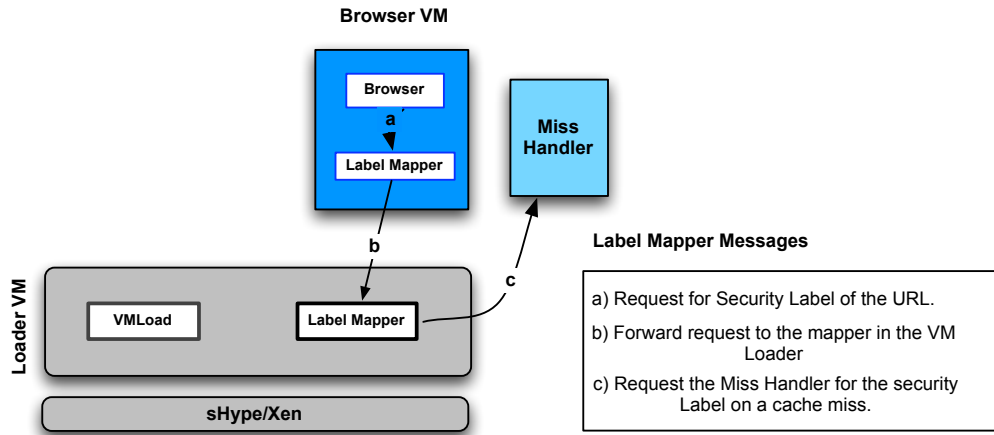 Browser VM
Browser
a
Label Mapper
Miss
Handler
b
c
Loader VM
VMLoad
Label Mapper
sHype/Xen
Label Mapper Messages
a) Request for Security Label of the URL.
b) Forward request to the mapper in the VM
Loader
c) Request the Miss Handler for the security
Label on a cache miss.